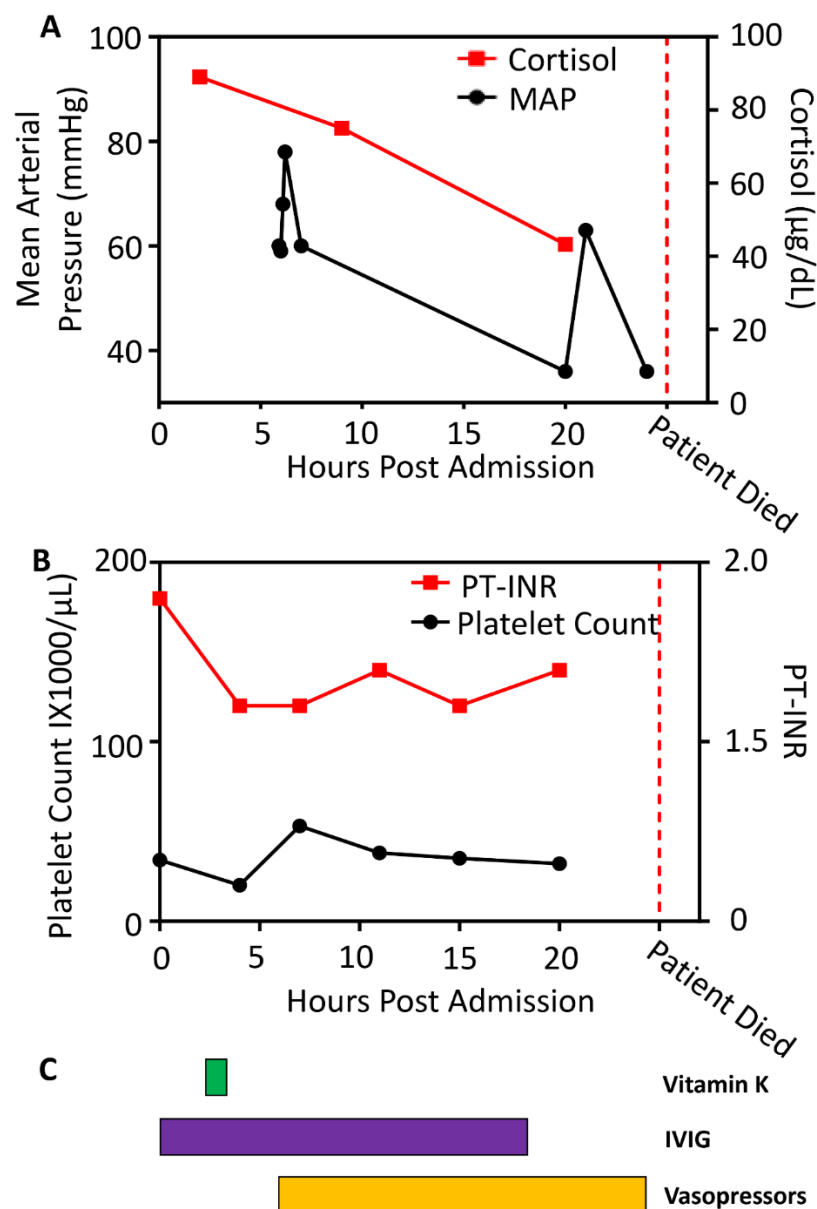 A
Cortisol
MAP
Mean Arterial
Pressure (mmHg)
100
80
60
40
100
80
60
40
20
0
Cortisol (µg/dL)
0 5 10 15 20
Hours Post Admission
Patient Died
B
PT-INR
Platelet Count
Platelet Count IX1000/µL)
200
100
0
2.0
1.5
0
PT-INR
0 5 10 15 20
Hours Post Admission
Patient Died
C
Vitamin K
IVIG
Vasopressors